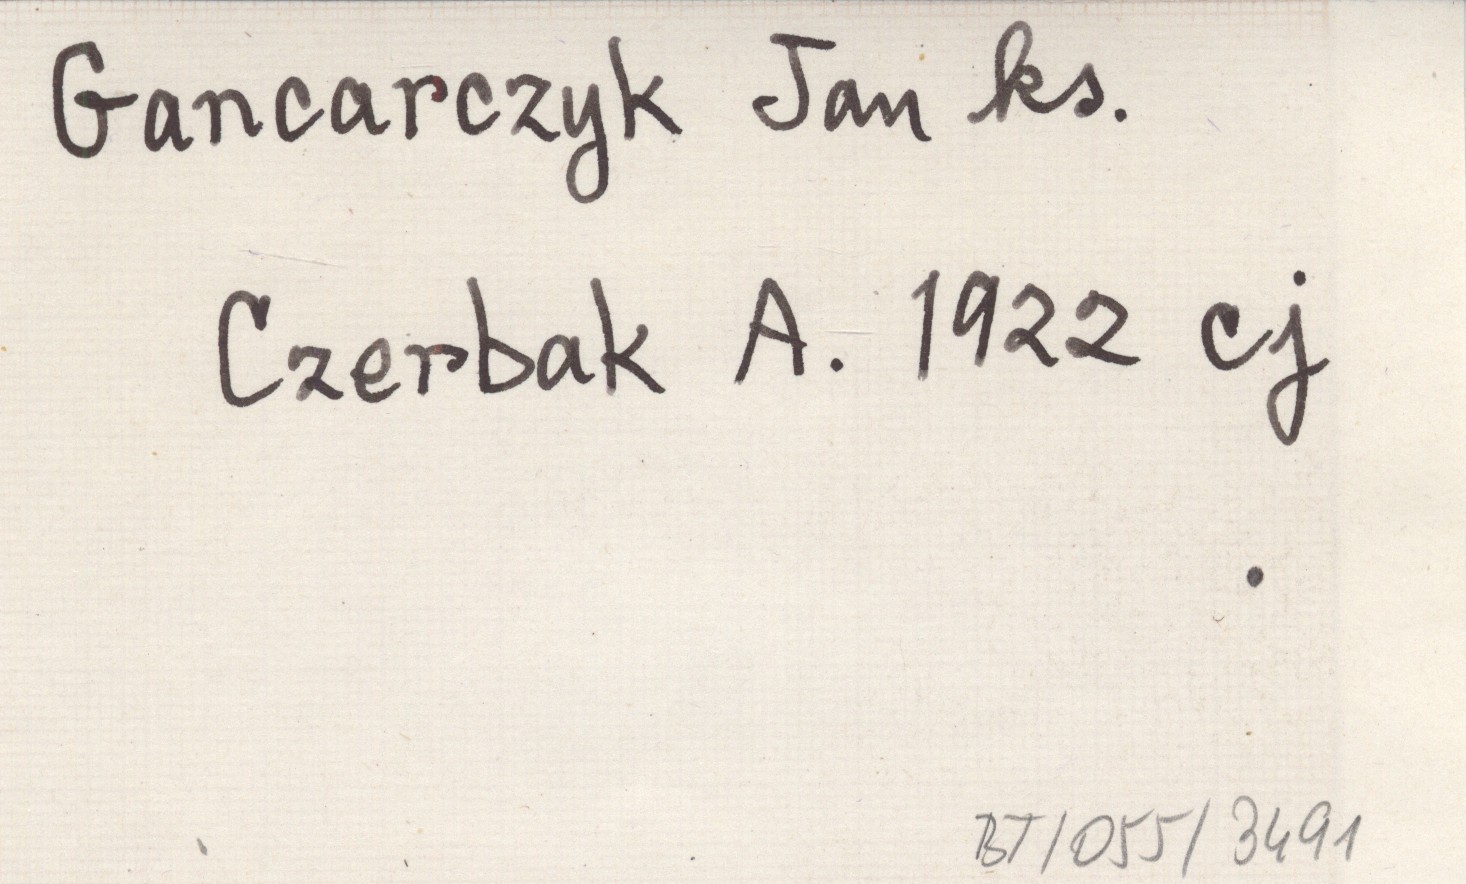 Gancarczyk Jan ks.
Czerbak A. 1922 cj
BT/055/3491